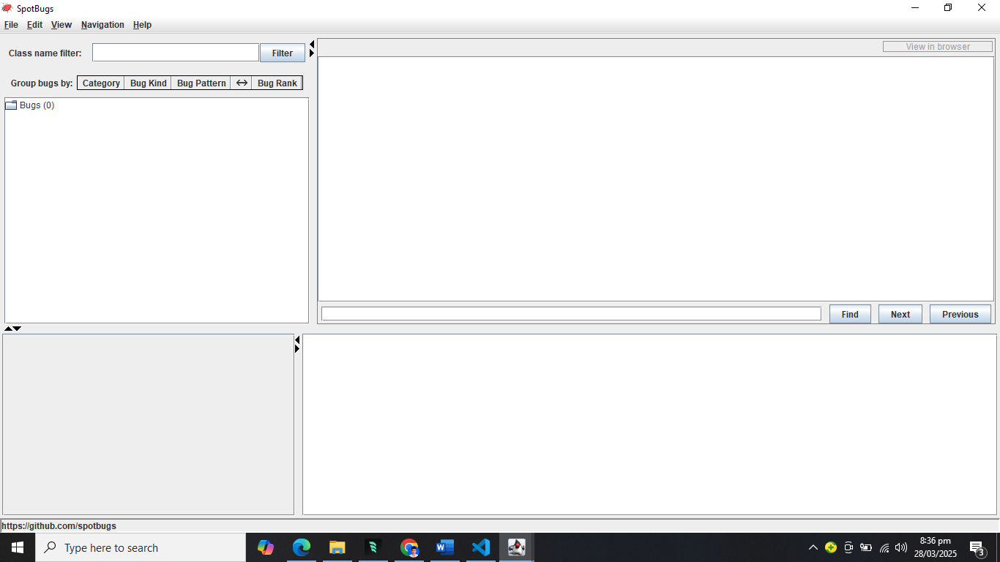 SpotBugs
File Edit View Navigation Help
Class name filter: Filter
View in browser
Group bugs by: Category Bug Kind Bug Pattern ↔ Bug Rank
Bugs (0)
Find Next Previous
https://github.com/spotbugs
Type here to search
8:36 pm
28/03/2025
3